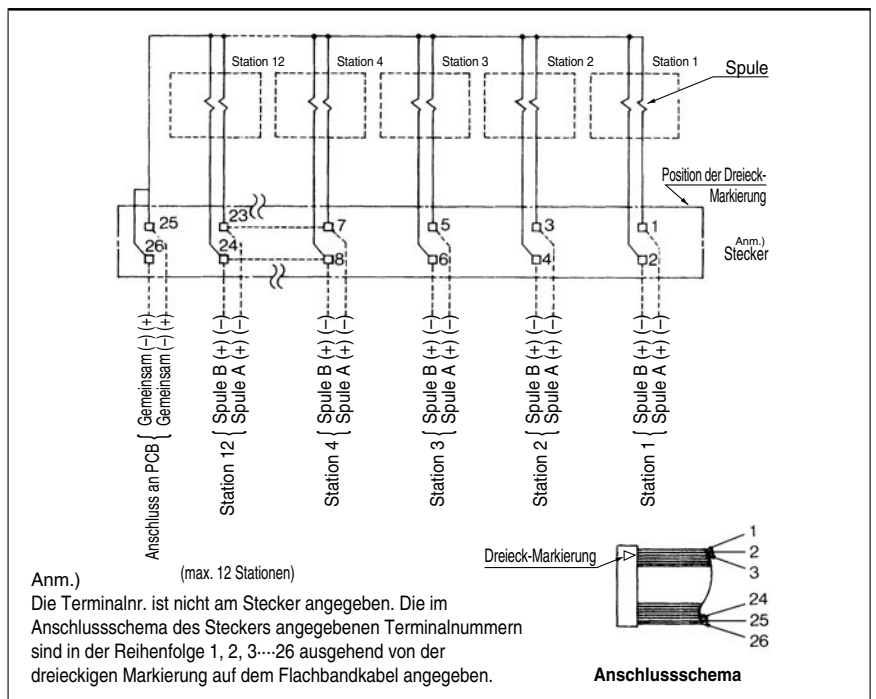 Station 12
Station 4
Station 3
Station 2
Station 1
Spule
Position der Dreieck-
Markierung
25
23
7
5
3
1
26
24
8
6
4
2
Anm.)
Stecker
Anschluss an PCB { Gemeinsam (−) (+)
Gemeinsam (−) (+)
Station 12 { Spule B (+) (−)
Spule A (+) (−)
Station 4 { Spule B (+) (−)
Spule A (+) (−)
Station 3 { Spule B (+) (−)
Spule A (+) (−)
Station 2 { Spule B (+) (−)
Spule A (+) (−)
Station 1 { Spule B (+) (−)
Spule A (+) (−)
(max. 12 Stationen)
Anm.)
Die Terminalnr. ist nicht am Stecker angegeben. Die im
Anschlussschema des Steckers angegebenen Terminalnummern
sind in der Reihenfolge 1, 2, 3····26 ausgehend von der
dreieckigen Markierung auf dem Flachbandkabel angegeben.
Dreieck-Markierung
1
2
3
24
25
26
Anschlussschema